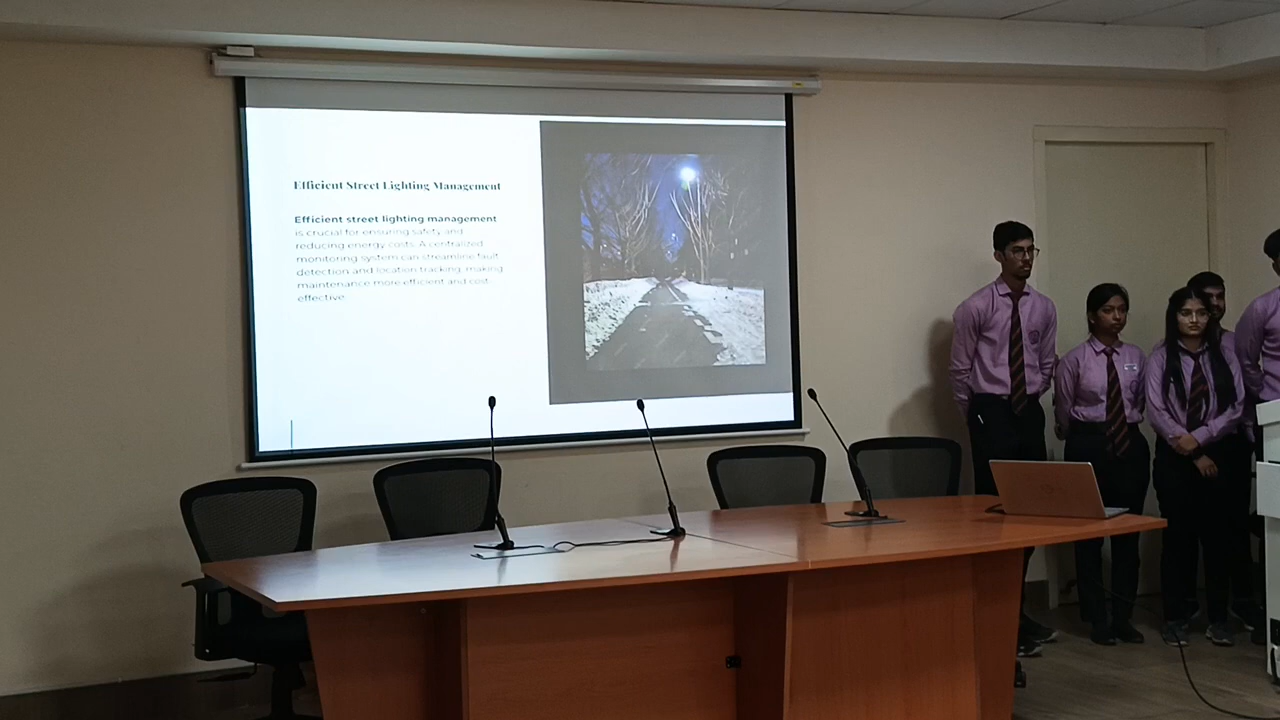 Efficient Street Lighting Management
Efficient street lighting management
is crucial for ensuring safety and
reducing energy costs. A centralized
monitoring system can streamline fault
detection and location tracking, making
maintenance more efficient and cost-
effective.